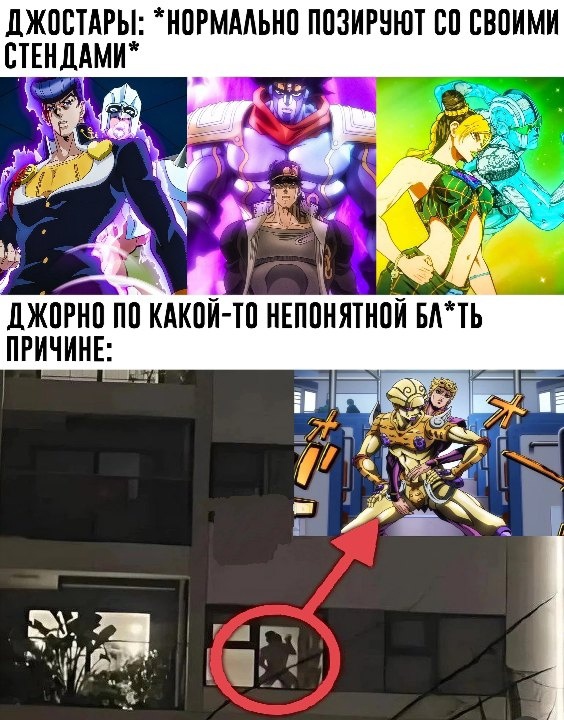 ДЖОСТАРЫ: *НОРМАЛЬНО ПОЗИРУЮТ СО СВОИМИ
СТЕНДАМИ*
ДЖОРНО ПО КАКОЙ-ТО НЕПОНЯТНОЙ БЛ*ТЬ
ПРИЧИНЕ: